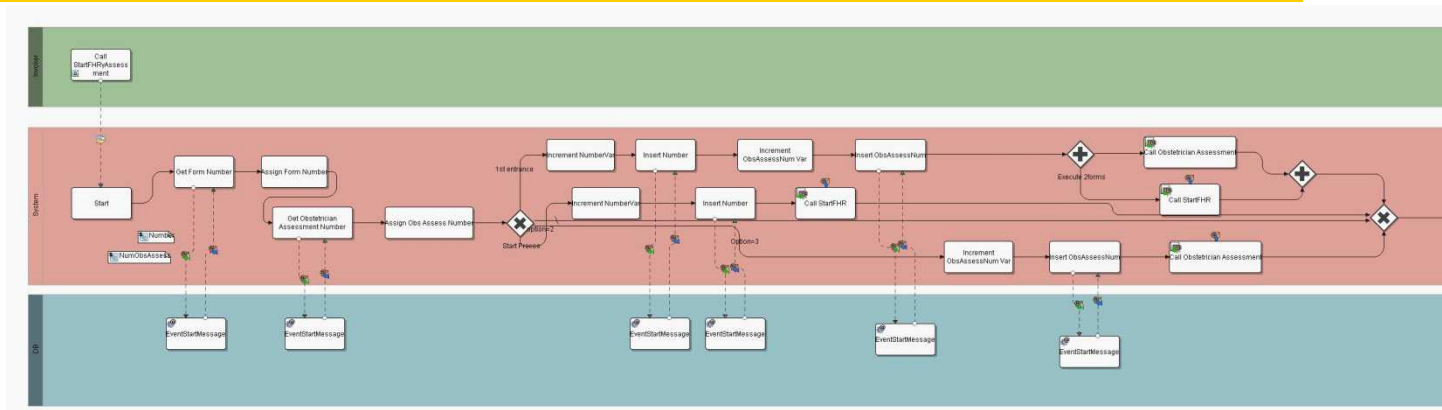 Invoker
Call
StartFHRyAssess
ment
System
Start
Get Form Number
Assign Form Number
Number
NumObsAssess
Get Obstetrician
Assessment Number
Assign Obs Assess Number
1st entrance
Option=2
Start Preeee
Option=3
Increment NumberVar
Insert Number
Increment
ObsAssessNum Var
Insert ObsAssessNum
Execute 2forms
Call Obstetrician Assessment
Call StartFHR
Increment NumberVar
Insert Number
Call StartFHR
Increment
ObsAssessNum Var
Insert ObsAssessNum
Call Obstetrician Assessment
DB
EventStartMessage
EventStartMessage
EventStartMessage
EventStartMessage
EventStartMessage
EventStartMessage